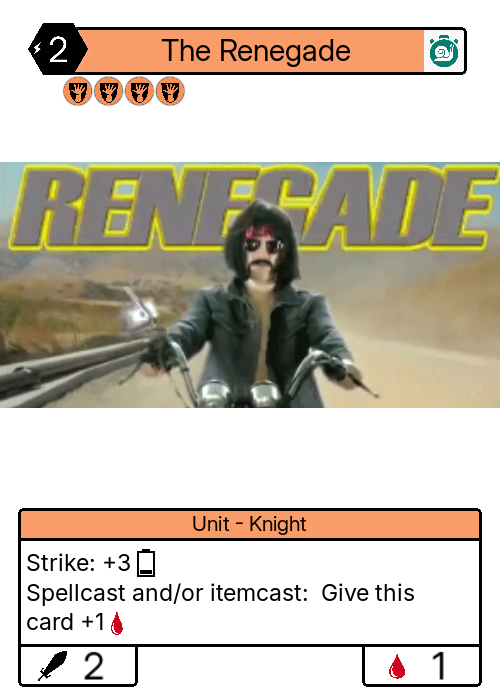 2
The Renegade
RENEGADE
Unit - Knight
Strike: +3
Spellcast and/or itemcast: Give this
card +1
2
1